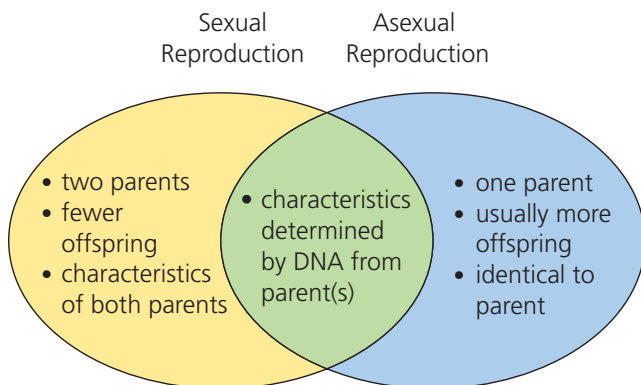 Sexual
Reproduction
Asexual
Reproduction
• two parents
• fewer
offspring
• characteristics
of both parents
• characteristics
determined
by DNA from
parent(s)
• one parent
• usually more
offspring
• identical to
parent